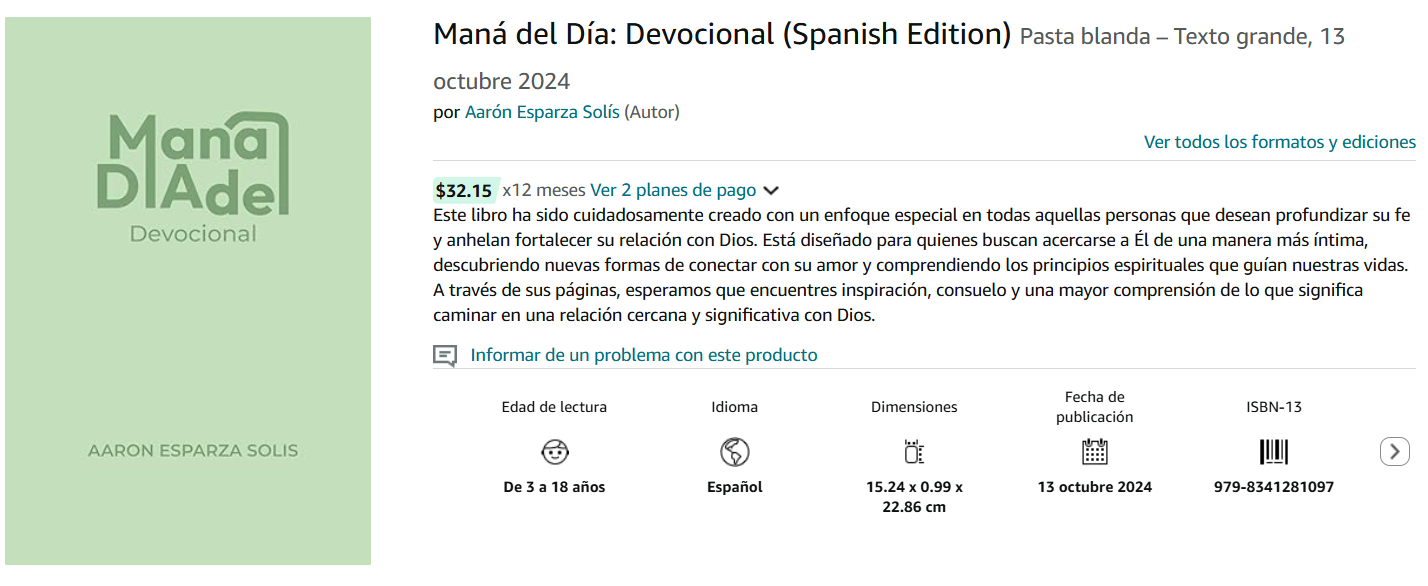 Maná
DÍAdel
Devocional
AARON ESPARZA SOLIS
Maná del Día: Devocional (Spanish Edition) Pasta blanda – Texto grande, 13
octubre 2024
por Aarón Esparza Solís (Autor)
Ver todos los formatos y ediciones
$32.15 x12 meses Ver 2 planes de pago
Este libro ha sido cuidadosamente creado con un enfoque especial en todas aquellas personas que desean profundizar su fe
y anhelan fortalecer su relación con Dios. Está diseñado para quienes buscan acercarse a Él de una manera más íntima,
descubriendo nuevas formas de conectar con su amor y comprendiendo los principios espirituales que guían nuestras vidas.
A través de sus páginas, esperamos que encuentres inspiración, consuelo y una mayor comprensión de lo que significa
caminar en una relación cercana y significativa con Dios.
Informar de un problema con este producto
Edad de lectura
De 3 a 18 años
Idioma
Español
Dimensiones
15.24 x 0.99 x
22.86 cm
Fecha de
publicación
13 octubre 2024
ISBN-13
979-8341281097